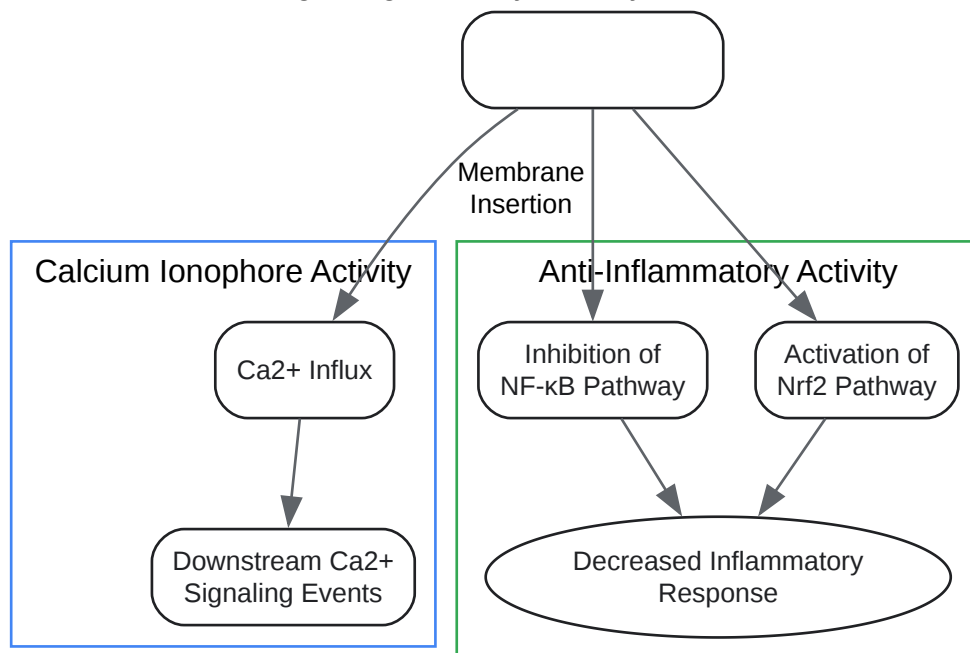 Membrane
Insertion
Calcium Ionophore Activity
Anti-Inflammatory Activity
Ca2+ Influx
Inhibition of
NF-κB Pathway
Activation of
Nrf2 Pathway
Downstream Ca2+
Signaling Events
Decreased Inflammatory
Response